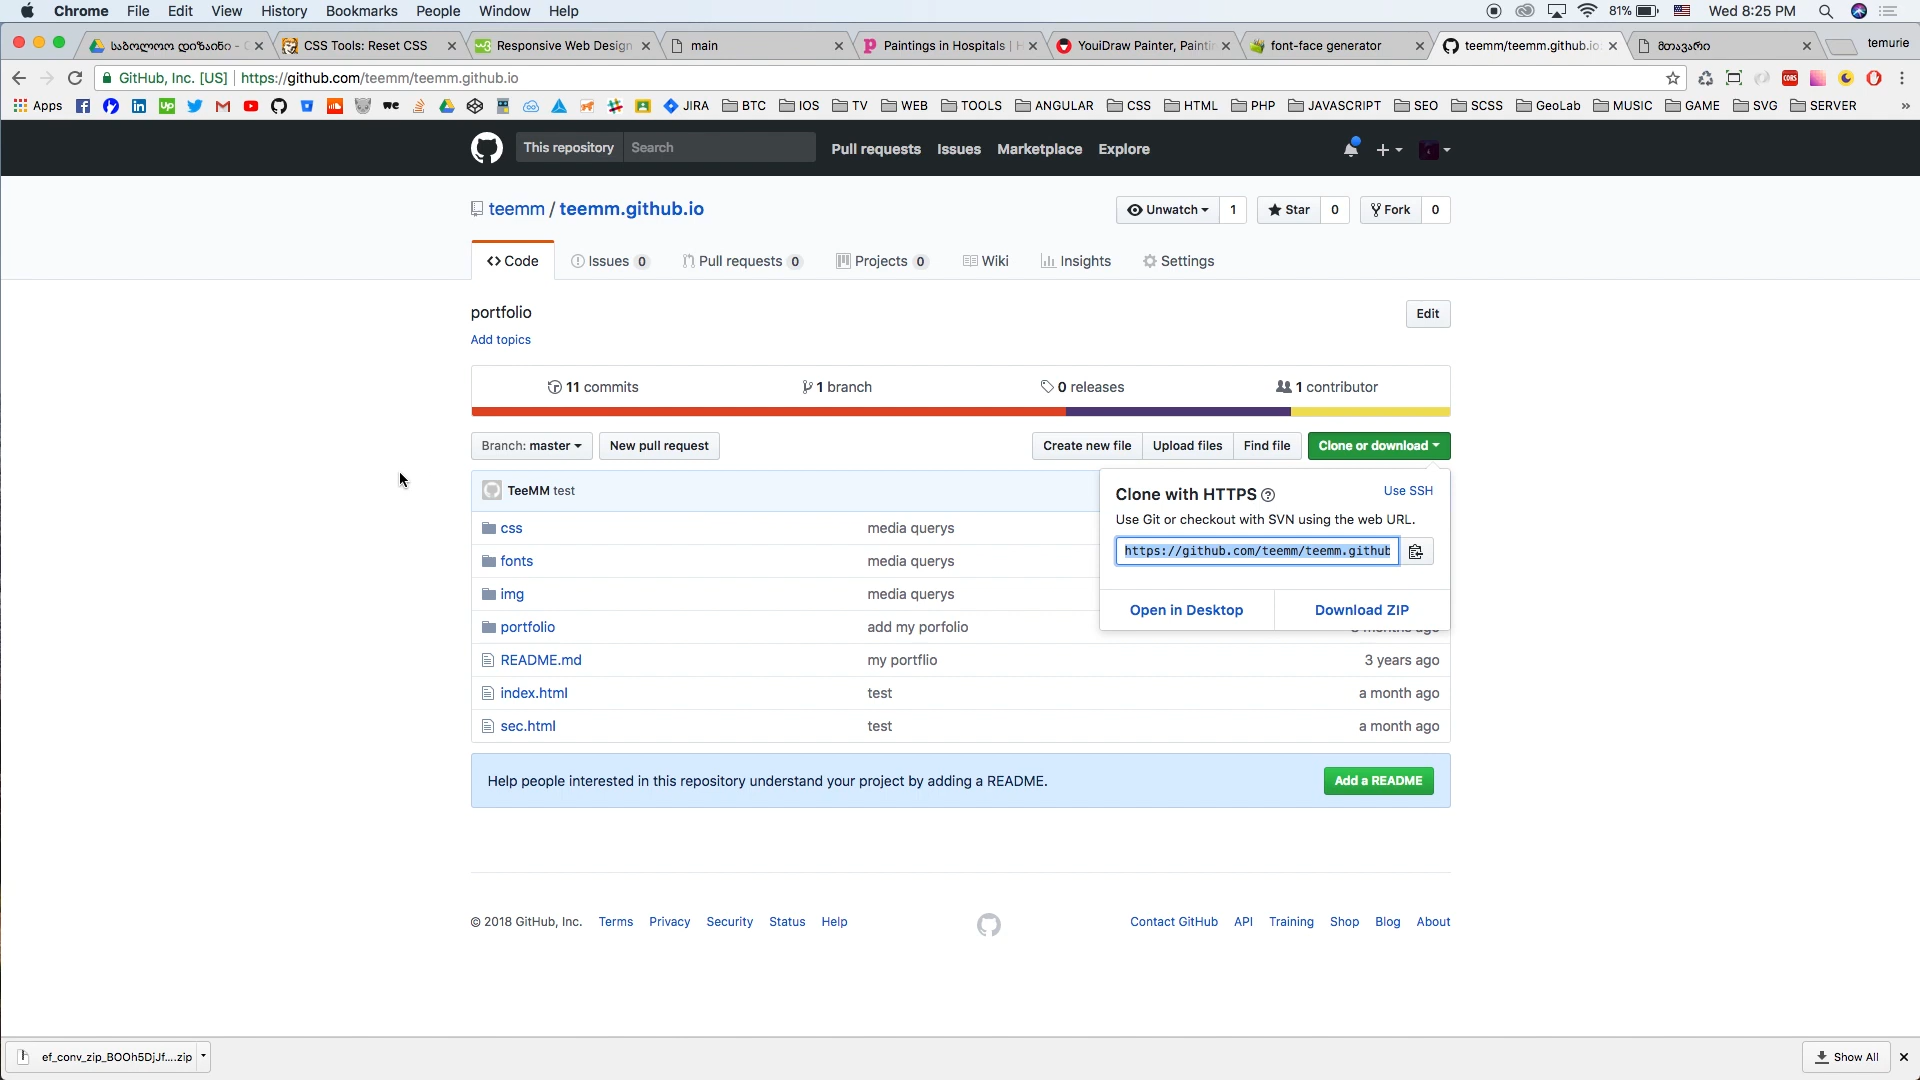 Chrome File Edit View History Bookmarks People Window Help 81% Wed 8:25 PM
საბოლოო დიზაინი - CSS Tools: Reset CSS Responsive Web Design main Paintings in Hospitals | H YouiDraw Painter, Paintin font-face generator teemm/teemm.github.io მთავარი temurie
GitHub, Inc. [US] https://github.com/teemm/teemm.github.io
Apps JIRA BTC IOS TV WEB TOOLS ANGULAR CSS HTML PHP JAVASCRIPT SEO SCSS GeoLab MUSIC GAME SVG SERVER »
This repository Search Pull requests Issues Marketplace Explore
teemm / teemm.github.io Unwatch 1 Star 0 Fork 0
Code Issues 0 Pull requests 0 Projects 0 Wiki Insights Settings
portfolio Edit
Add topics
11 commits 1 branch 0 releases 1 contributor
Branch: master New pull request Create new file Upload files Find file Clone or download
TeeMM test
Clone with HTTPS Use SSH
Use Git or checkout with SVN using the web URL.
https://github.com/teemm/teemm.github
Open in Desktop Download ZIP
css media querys
fonts media querys
img media querys
portfolio add my porfolio
README.md my portflio 3 years ago
index.html test a month ago
sec.html test a month ago
Help people interested in this repository understand your project by adding a README. Add a README
© 2018 GitHub, Inc. Terms Privacy Security Status Help Contact GitHub API Training Shop Blog About
ef_conv_zip_BOOh5DjJf....zip Show All